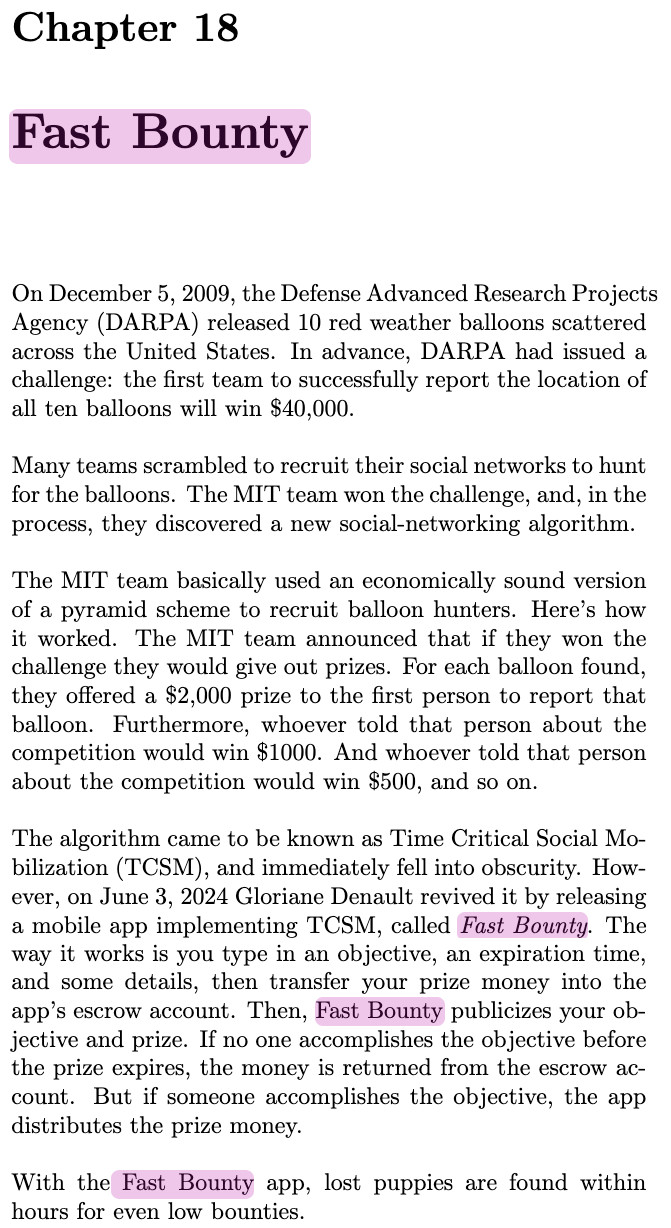 Chapter 18
Fast Bounty
On December 5, 2009, the Defense Advanced Research Projects
Agency (DARPA) released 10 red weather balloons scattered
across the United States. In advance, DARPA had issued a
challenge: the first team to successfully report the location of
all ten balloons will win $40,000.
Many teams scrambled to recruit their social networks to hunt
for the balloons. The MIT team won the challenge, and, in the
process, they discovered a new social-networking algorithm.
The MIT team basically used an economically sound version
of a pyramid scheme to recruit balloon hunters. Here's how
it worked. The MIT team announced that if they won the
challenge they would give out prizes. For each balloon found,
they offered a $2,000 prize to the first person to report that
balloon. Furthermore, whoever told that person about the
competition would win $1000. And whoever told that person
about the competition would win $500, and so on.
The algorithm came to be known as Time Critical Social Mo-
bilization (TCSM), and immediately fell into obscurity. How-
ever, on June 3, 2024 Gloriane Denault revived it by releasing
a mobile app implementing TCSM, called Fast Bounty. The
way it works is you type in an objective, an expiration time,
and some details, then transfer your prize money into the
app's escrow account. Then, Fast Bounty publicizes your ob-
jective and prize. If no one accomplishes the objective before
the prize expires, the money is returned from the escrow ac-
count. But if someone accomplishes the objective, the app
distributes the prize money.
With the Fast Bounty app, lost puppies are found within
hours for even low bounties.